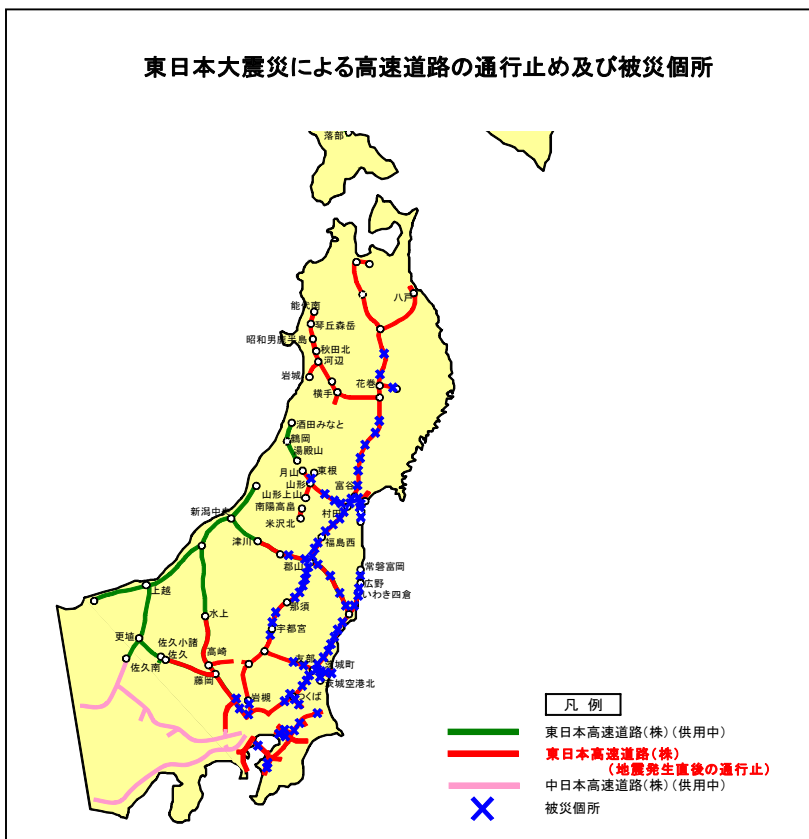 東日本大震災による高速道路の通行止め及び被災個所
落部
八戸
能代南
琴丘森岳
昭和男鹿半島
秋田北
河辺
岩城
花巻
横手
酒田みなと
鶴岡
湯殿山
月山
東根
山形
富谷
山形上山
南陽高畠
村田
新潟中央
米沢北
福島西
津川
郡山
常磐富岡
広野
いわき四倉
上越
那須
水上
宇都宮
更埴
佐久小諸
佐久
高崎
友部
茨城町
佐久南
藤岡
茨城空港北
岩槻
つくば
凡 例
東日本高速道路(株)(供用中)
東日本高速道路(株)
(地震発生直後の通行止)
中日本高速道路(株)(供用中)
被災個所